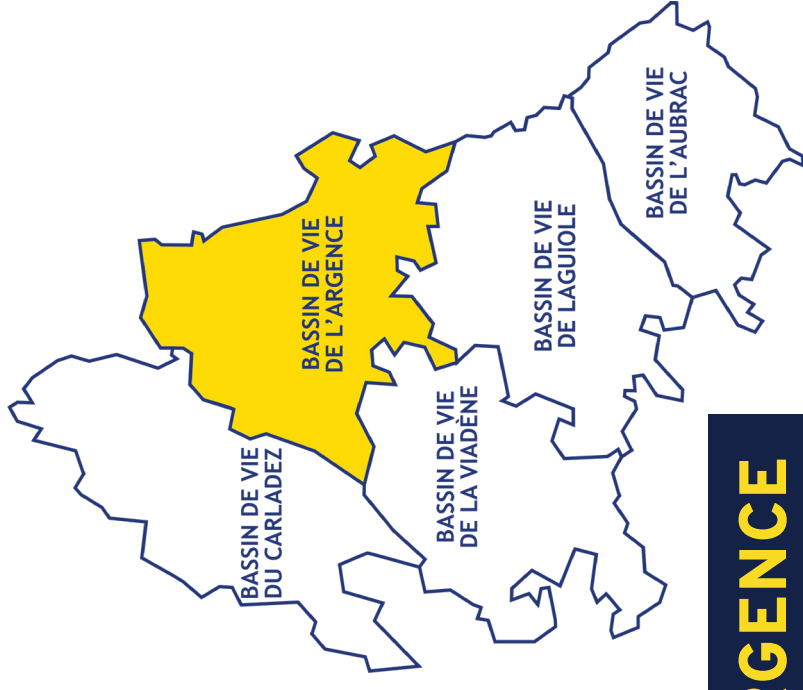 BASSIN DE VIE
DU CARLADEZ
BASSIN DE VIE
DE L'ARGENCE
BASSIN DE VIE
DE LA VIADÈNE
BASSIN DE VIE
DE LAGUIOLE
BASSIN DE VIE
DE L'AUBRAC
GENCE